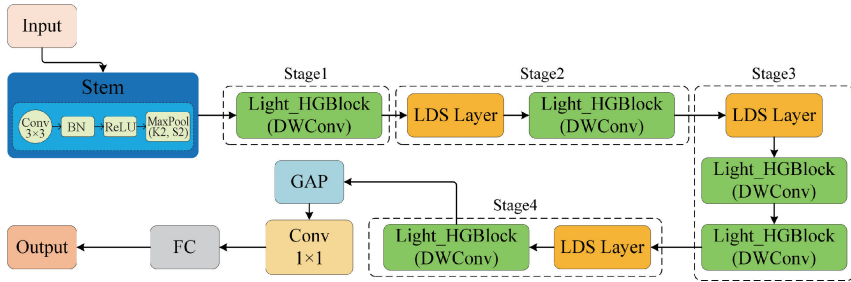 Input
Stem
Conv
3×3
BN
ReLU
MaxPool
(K2, S2)
Stage1
Light_HGBlock
(DWConv)
Stage2
LDS Layer
Light_HGBlock
(DWConv)
Stage3
LDS Layer
Light_HGBlock
(DWConv)
Light_HGBlock
(DWConv)
Stage4
LDS Layer
Light_HGBlock
(DWConv)
GAP
Conv
1×1
FC
Output